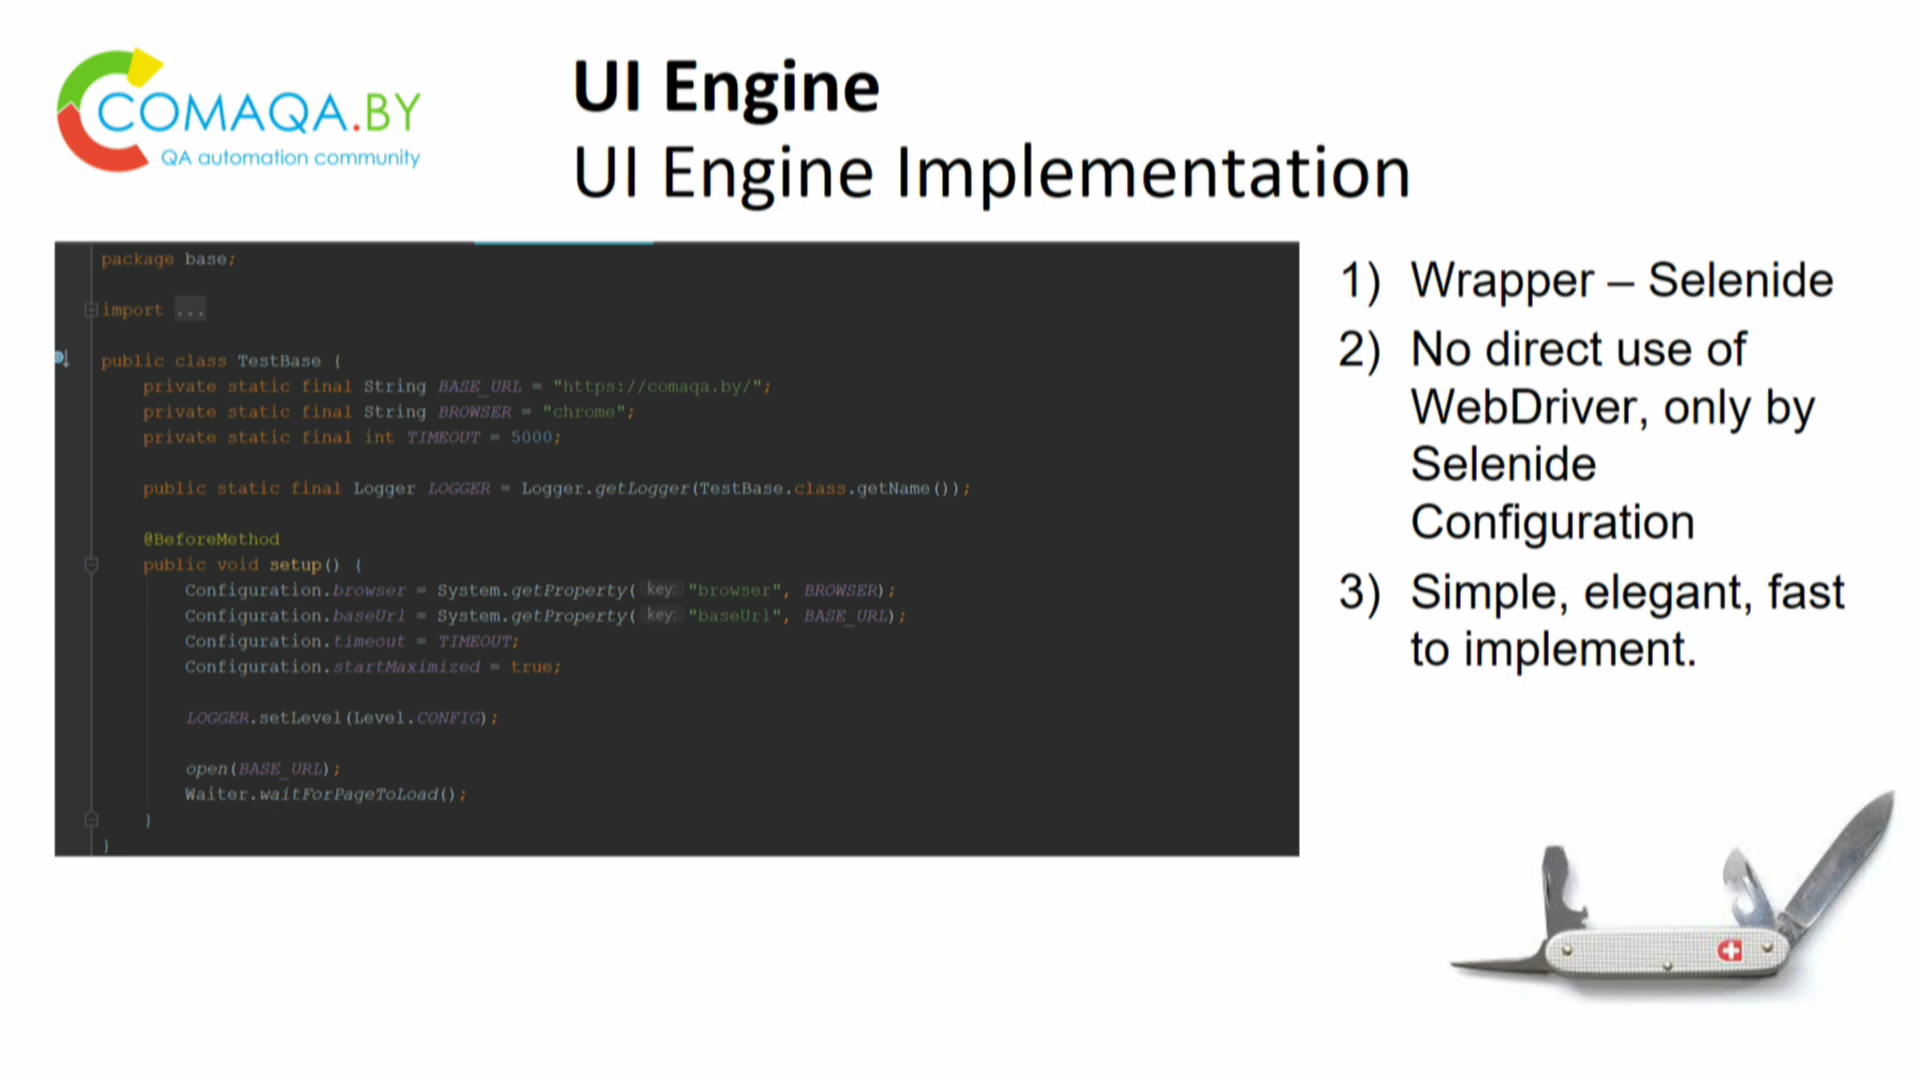 COMAQA.BY
QA automation community
UI Engine
UI Engine Implementation
package base;
import ...
public class TestBase {
private static final String BASE_URL = "https://comaqa.by/";
private static final String BROWSER = "chrome";
private static final int TIMEOUT = 5000;
public static final Logger LOGGER = Logger.getLogger(TestBase.class.getName());
@BeforeMethod
public void setup() {
Configuration.browser = System.getProperty( key: "browser", BROWSER);
Configuration.baseUrl = System.getProperty( key: "baseUrl", BASE_URL);
Configuration.timeout = TIMEOUT;
Configuration.startMaximized = true;
LOGGER.setLevel(Level.CONFIG);
open(BASE_URL);
Waiter.waitForPageToLoad();
}
}
1) Wrapper – Selenide
2) No direct use of
WebDriver, only by
Selenide
Configuration
3) Simple, elegant, fast
to implement.